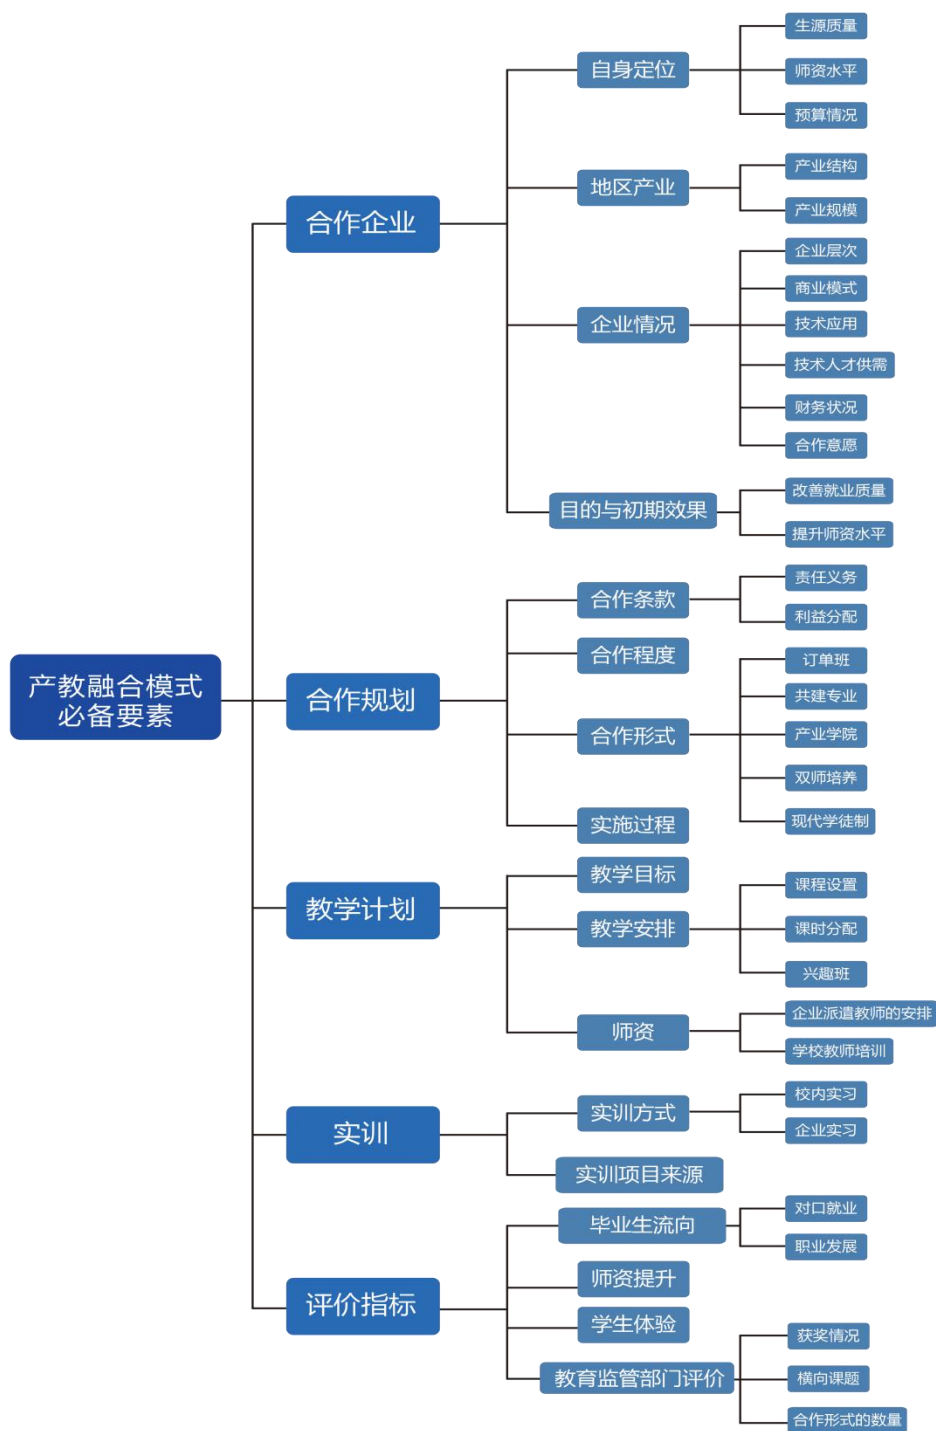 产教融合模式
必备要素
合作企业
自身定位
生源质量
师资水平
预算情况
地区产业
产业结构
产业规模
企业情况
企业层次
商业模式
技术应用
技术人才供需
财务状况
合作意愿
目的与初期效果
改善就业质量
提升师资水平
合作规划
合作条款
责任义务
利益分配
合作程度
合作形式
订单班
共建专业
产业学院
双师培养
现代学徒制
实施过程
教学计划
教学目标
教学安排
课程设置
课时分配
兴趣班
师资
企业派遣教师的安排
学校教师培训
实训
实训方式
校内实习
企业实习
实训项目来源
评价指标
毕业生流向
对口就业
职业发展
师资提升
学生体验
教育监管部门评价
获奖情况
横向课题
合作形式的数量